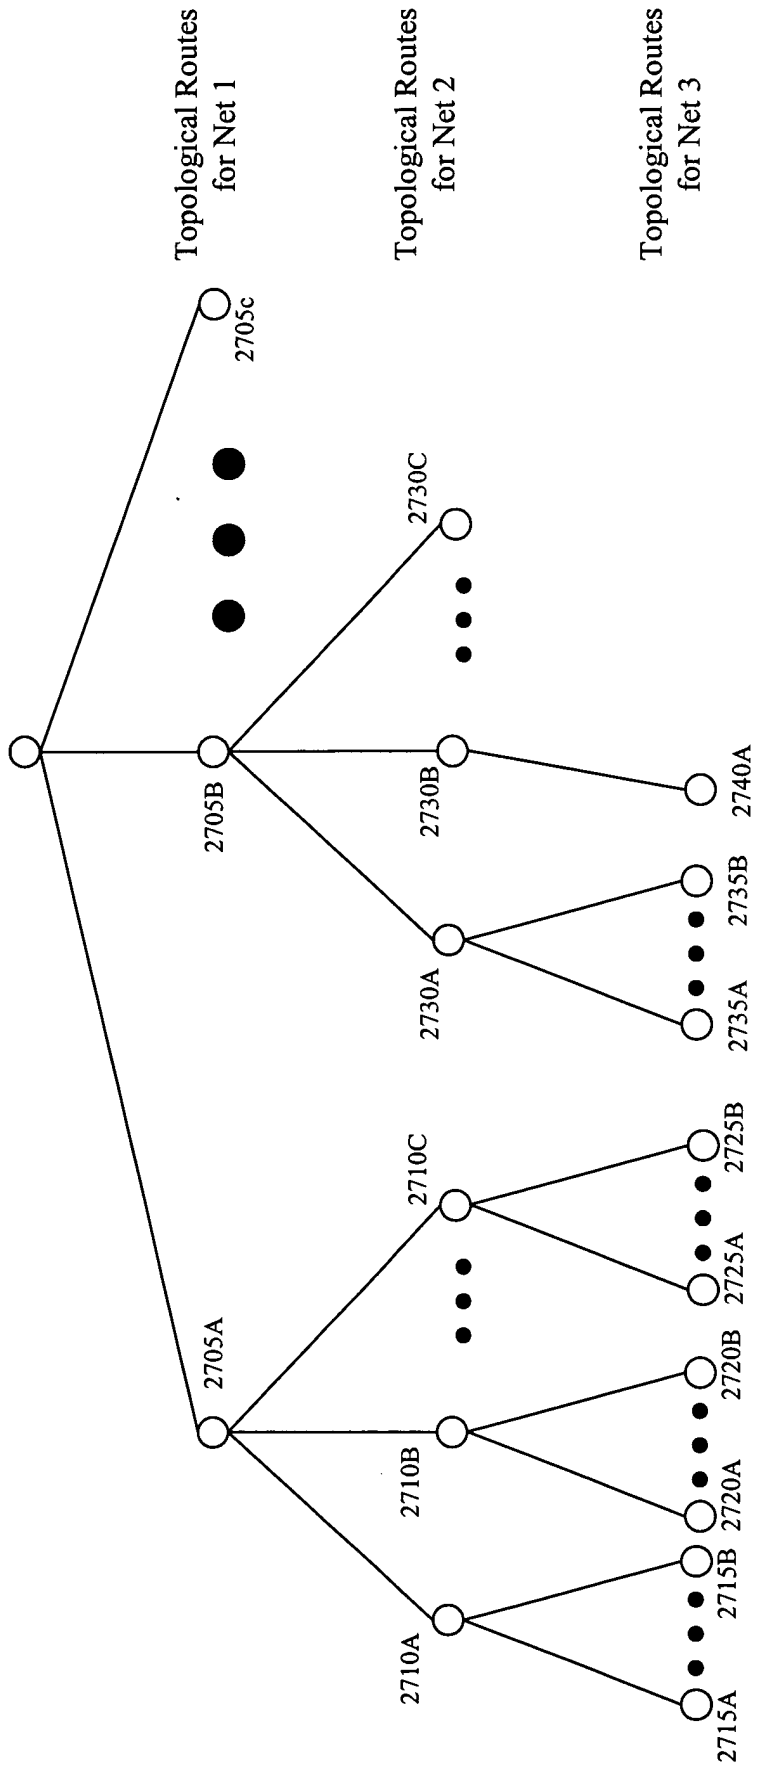 2705A
2705B
2705c
Topological Routes
for Net 1
2710A
2710B
2710C
2730A
2730B
2730C
Topological Routes
for Net 2
2715A
2715B
2720A
2720B
2725A
2725B
2735A
2735B
2740A
Topological Routes
for Net 3